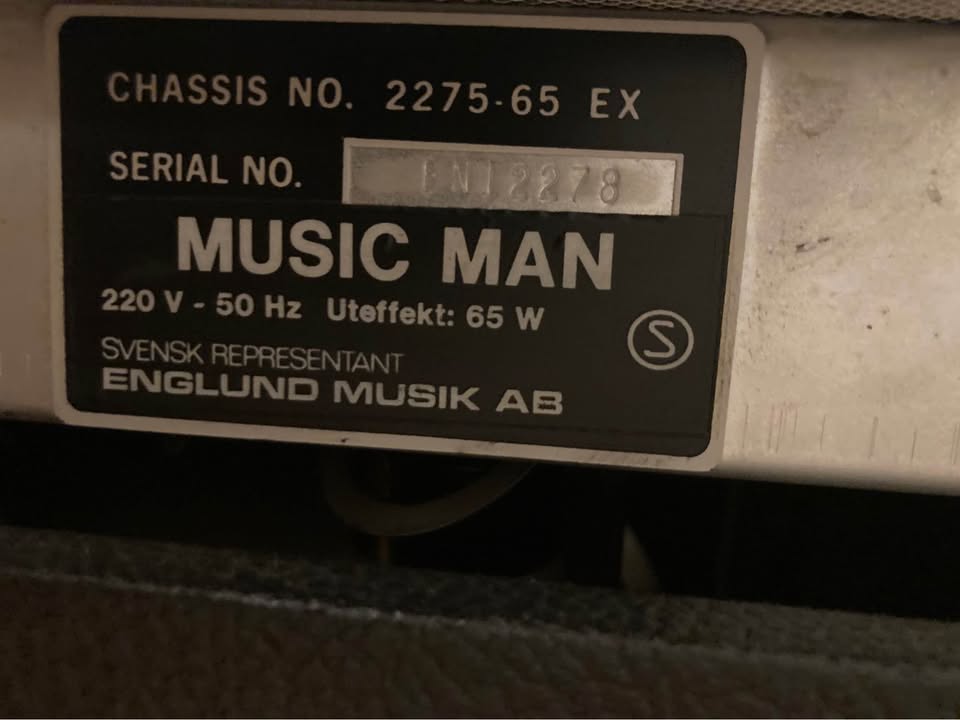 CHASSIS NO. 2275-65 EX
SERIAL NO.
MUSIC MAN
220 V - 50 Hz Uteffekt: 65 W
S
SVENSK REPRESENTANT
ENGLUND MUSIK AB